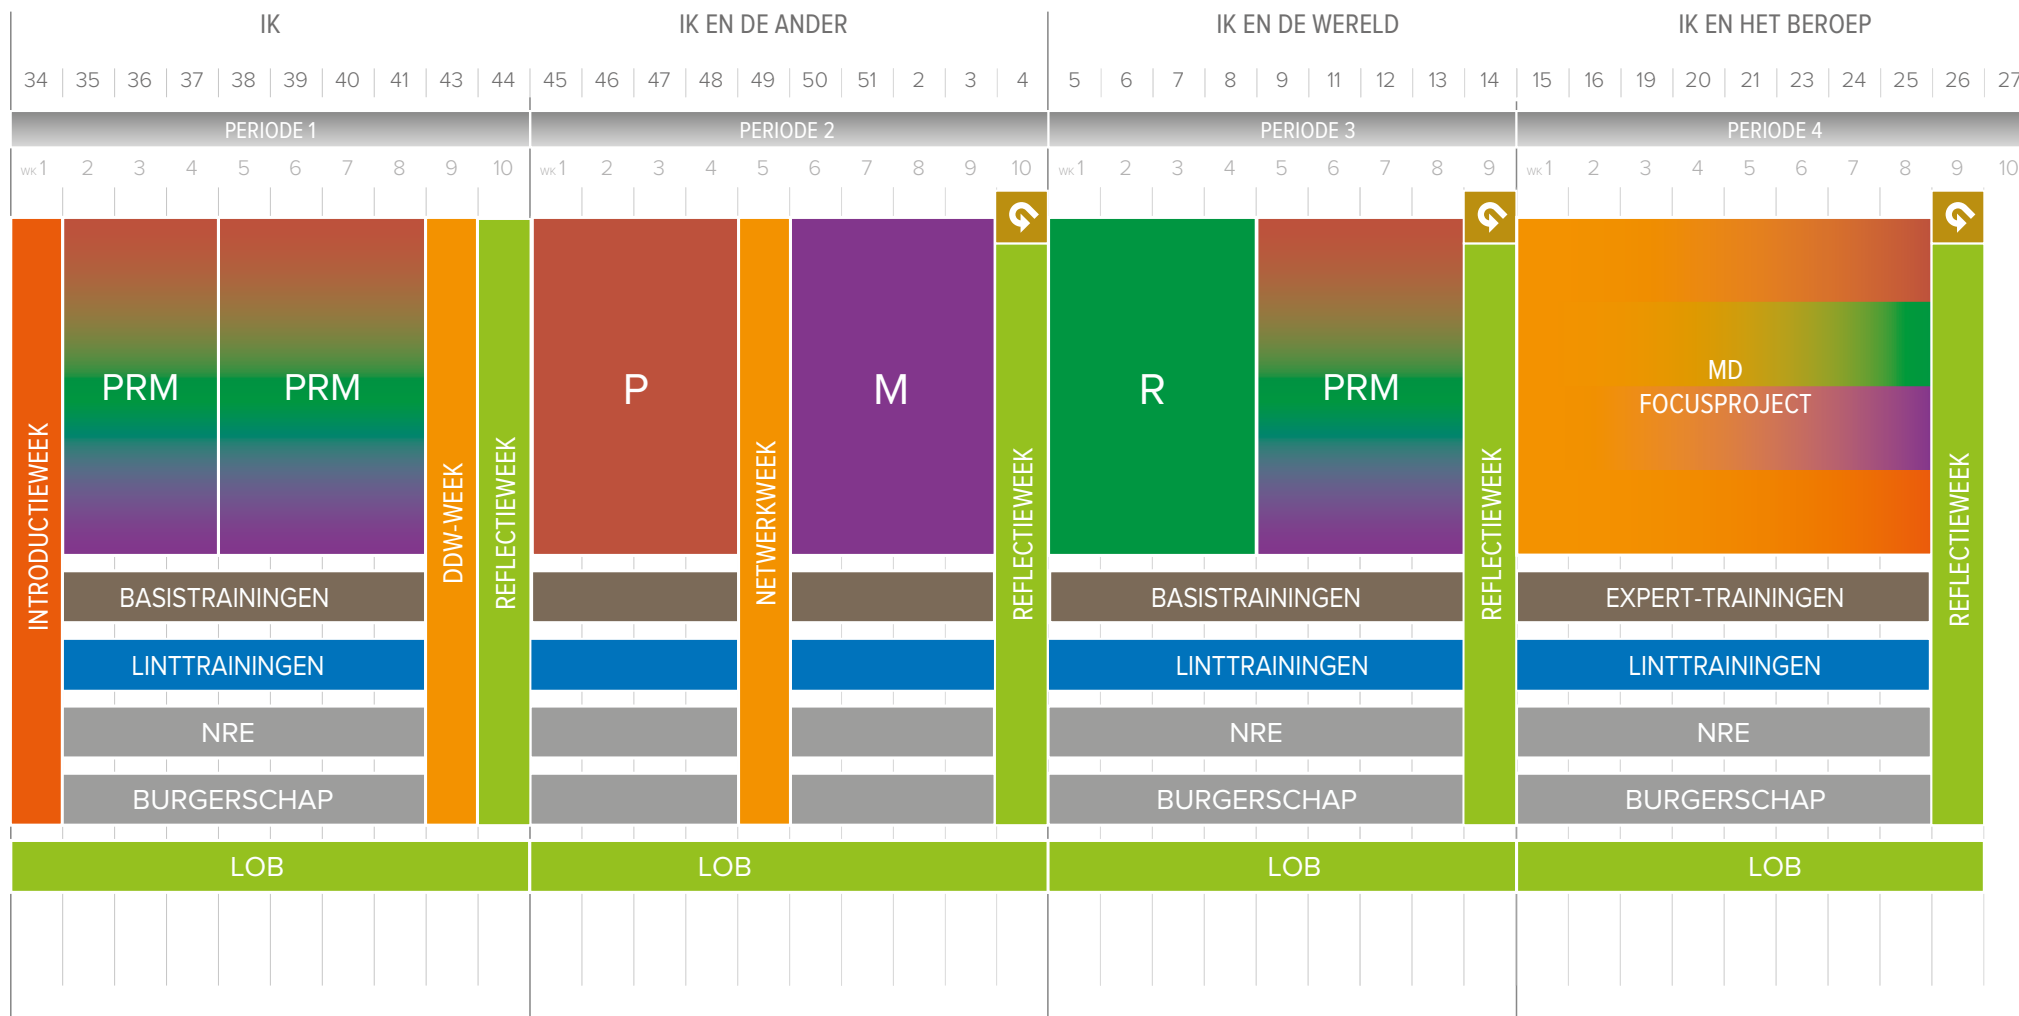 IK IK EN DE ANDER IK EN DE WERELD IK EN HET BEROEP
34 35 36 37 38 39 40 41 43 44 45 46 47 48 49 50 51 2 3 4 5 6 7 8 9 11 12 13 14 15 16 19 20 21 23 24 25 26 27
PERIODE 1 PERIODE 2 PERIODE 3 PERIODE 4
WK 1 2 3 4 5 6 7 8 9 10 WK 1 2 3 4 5 6 7 8 9 10 WK 1 2 3 4 5 6 7 8 9 WK 1 2 3 4 5 6 7 8 9 10
INTRODUCTIEWEEK
PRM PRM
DDW-WEEK
REFLECTIEWEEK
P
NETWERKWEEK
M
REFLECTIEWEEK
R PRM
REFLECTIEWEEK
MD
FOCUSPROJECT
REFLECTIEWEEK
BASISTRAININGEN BASISTRAININGEN EXPERT-TRAININGEN
LINTTRAININGEN LINTTRAININGEN LINTTRAININGEN
NRE NRE NRE
BURGERSCHAP BURGERSCHAP BURGERSCHAP
LOB LOB LOB LOB